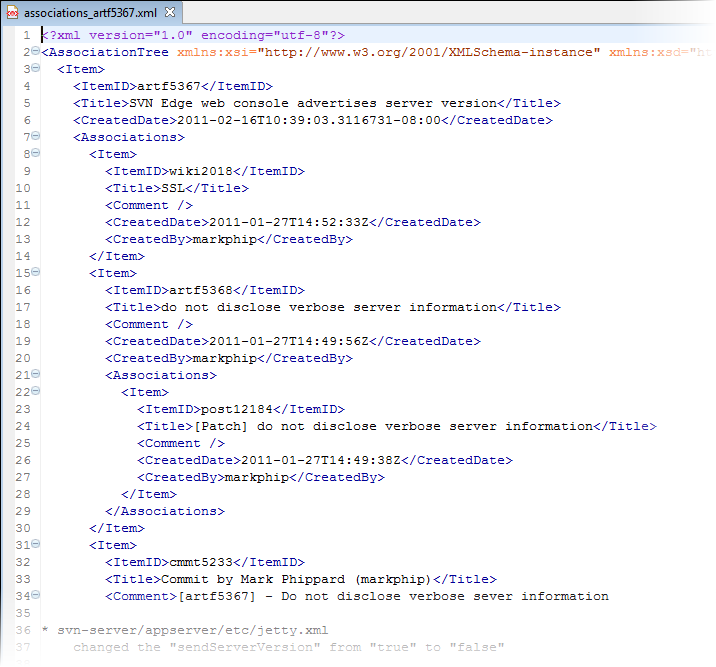 associations_artf5367.xml
1 <?xml version="1.0" encoding="utf-8"?>
2 <AssociationTree xmlns:xsi="http://www.w3.org/2001/XMLSchema-instance" xmlns:xsd="ht
3 <Item>
4 <ItemID>artf5367</ItemID>
5 <Title>SVN Edge web console advertises server version</Title>
6 <CreatedDate>2011-02-16T10:39:03.3116731-08:00</CreatedDate>
7 <Associations>
8 <Item>
9 <ItemID>wiki2018</ItemID>
10 <Title>SSL</Title>
11 <Comment />
12 <CreatedDate>2011-01-27T14:52:33Z</CreatedDate>
13 <CreatedBy>markphip</CreatedBy>
14 </Item>
15 <Item>
16 <ItemID>artf5368</ItemID>
17 <Title>do not disclose verbose server information</Title>
18 <Comment />
19 <CreatedDate>2011-01-27T14:49:56Z</CreatedDate>
20 <CreatedBy>markphip</CreatedBy>
21 <Associations>
22 <Item>
23 <ItemID>post12184</ItemID>
24 <Title>[Patch] do not disclose verbose server information</Title>
25 <Comment />
26 <CreatedDate>2011-01-27T14:49:38Z</CreatedDate>
27 <CreatedBy>markphip</CreatedBy>
28 </Item>
29 </Associations>
30 </Item>
31 <Item>
32 <ItemID>cmmt5233</ItemID>
33 <Title>Commit by Mark Phippard (markphip)</Title>
34 <Comment>[artf5367] - Do not disclose verbose sever information
35
36 * svn-server/appserver/etc/jetty.xml
37 changed the "sendServerVersion" from "true" to "false"